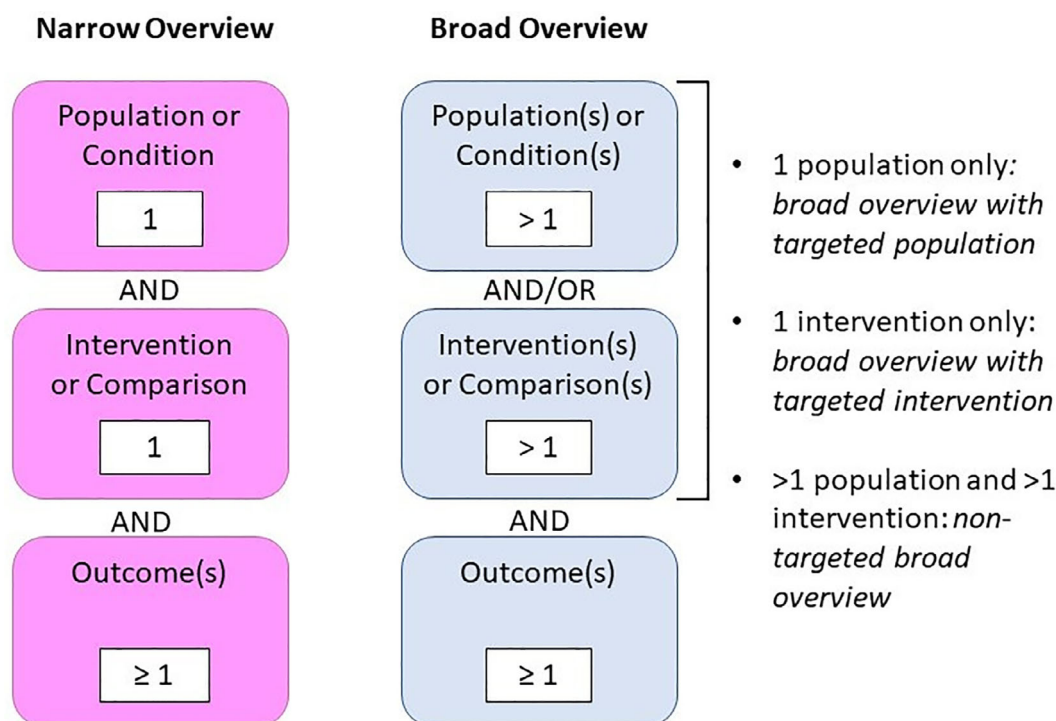 Narrow Overview
Population or
Condition
1
AND
Intervention
or Comparison
1
AND
Outcome(s)
≥ 1
Broad Overview
Population(s) or
Condition(s)
> 1
AND/OR
Intervention(s)
or Comparison(s)
> 1
AND
Outcome(s)
≥ 1
• 1 population only:
broad overview with
targeted population
• 1 intervention only:
broad overview with
targeted intervention
• >1 population and >1
intervention: non-
targeted broad
overview